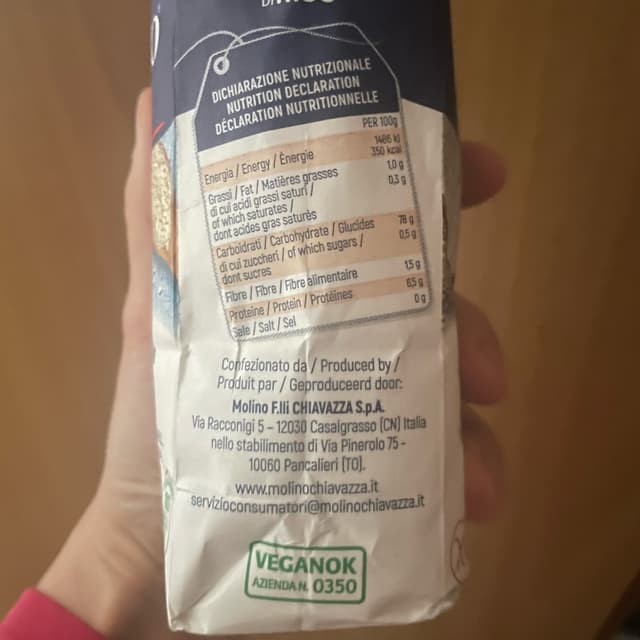 DICHIARAZIONE NUTRIZIONALE
NUTRITION DECLARATION
DÉCLARATION NUTRITIONNELLE
PER 100g
Energia / Energy / Énergie 1486 kJ
350 kcal
Grassi / Fat / Matières grasses 1,0 g
di cui acidi grassi saturi / 0,3 g
of which saturates /
dont acides gras saturés
Carboidrati / Carbohydrate / Glucides 78 g
di cui zuccheri / of which sugars / 0,5 g
dont sucres
Fibre / Fibre / Fibre alimentaire 1,5 g
Proteine / Protein / Protéines 6,5 g
Sale / Salt / Sel 0 g
Confezionato da / Produced by /
Produit par / Geproduceerd door:
Molino F.lli CHIAVAZZA S.p.A.
Via Racconigi 5 – 12030 Casalgrasso (CN) Italia
nello stabilimento di Via Pinerolo 75 -
10060 Pancalieri (TO).
www.molinochiavazza.it
servizioconsumatori@molinochiavazza.it
VEGANOK
AZIENDA N. 0350